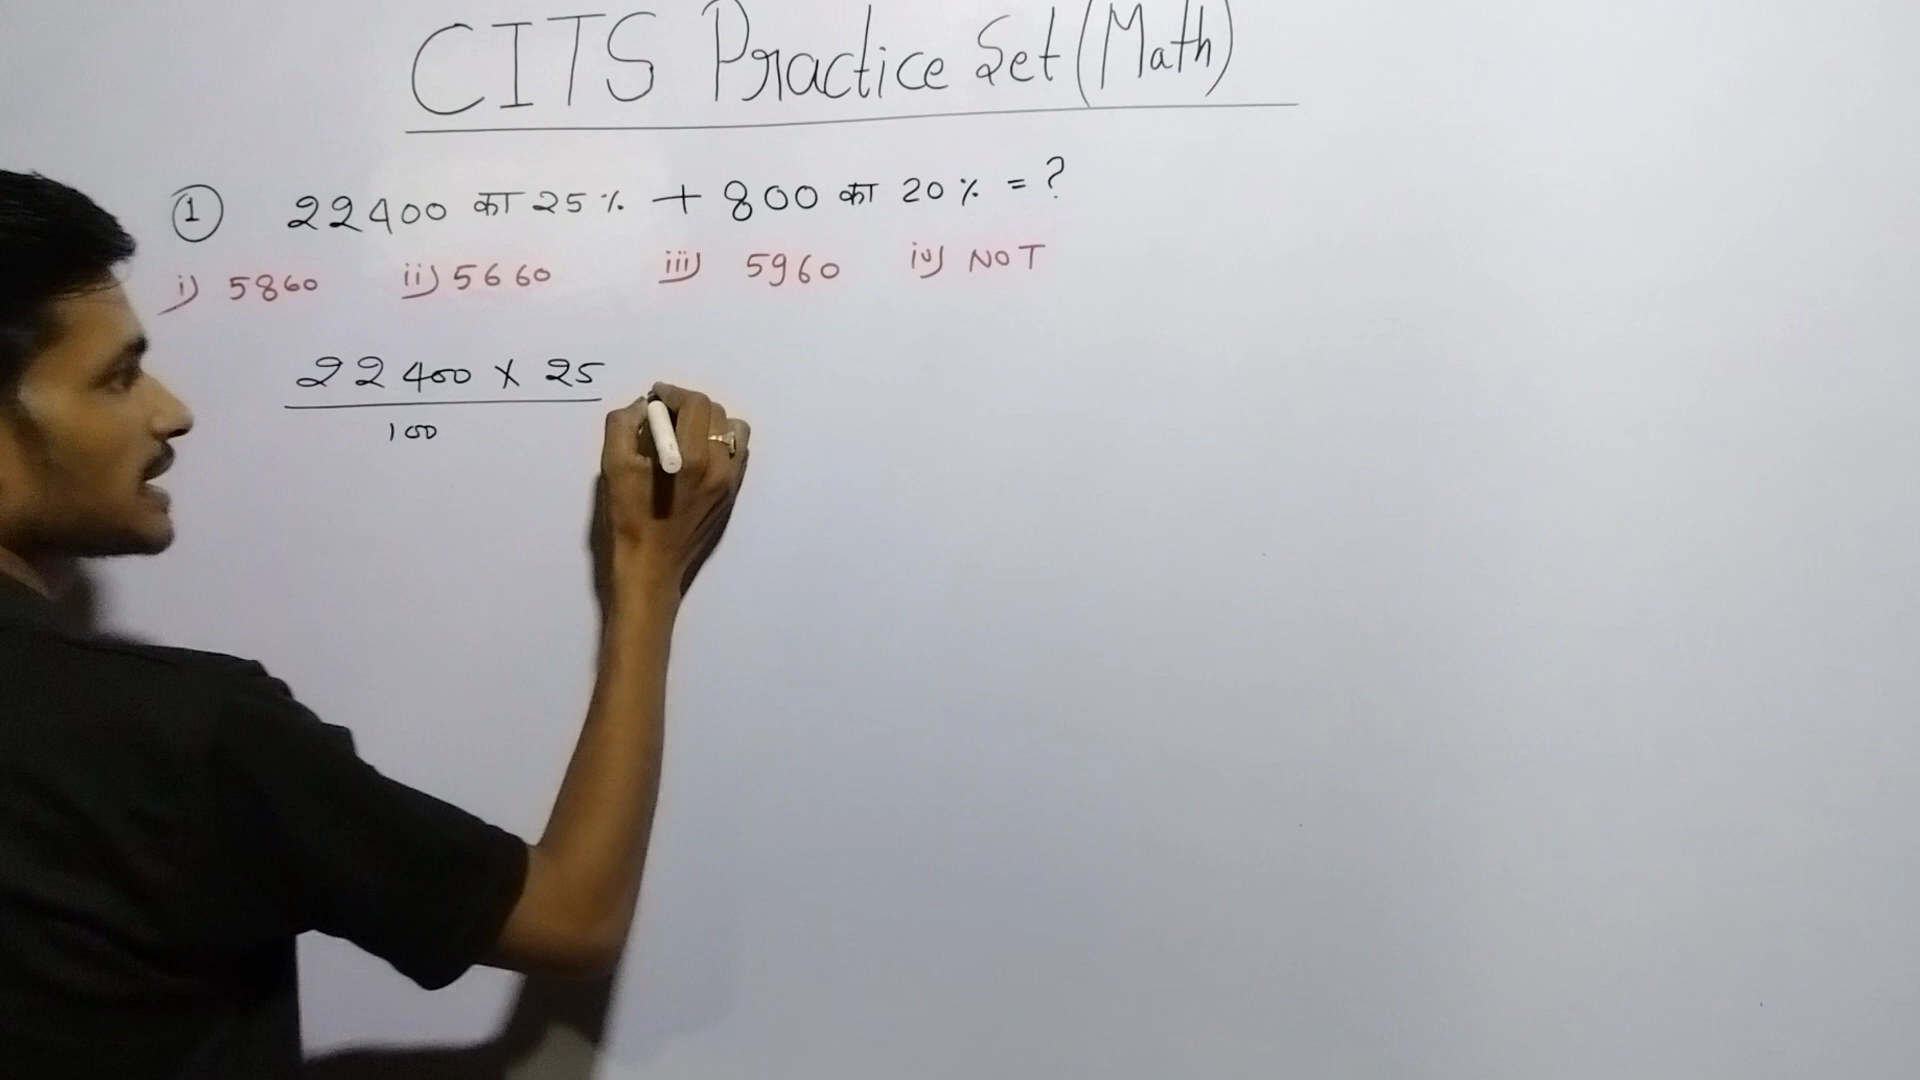 CITS Practice Set (Math)
① 22400 का 25% + 800 का 20% = ?
i) 5860 ii) 5660 iii) 5960 iv) NOT
22400 x 25
100